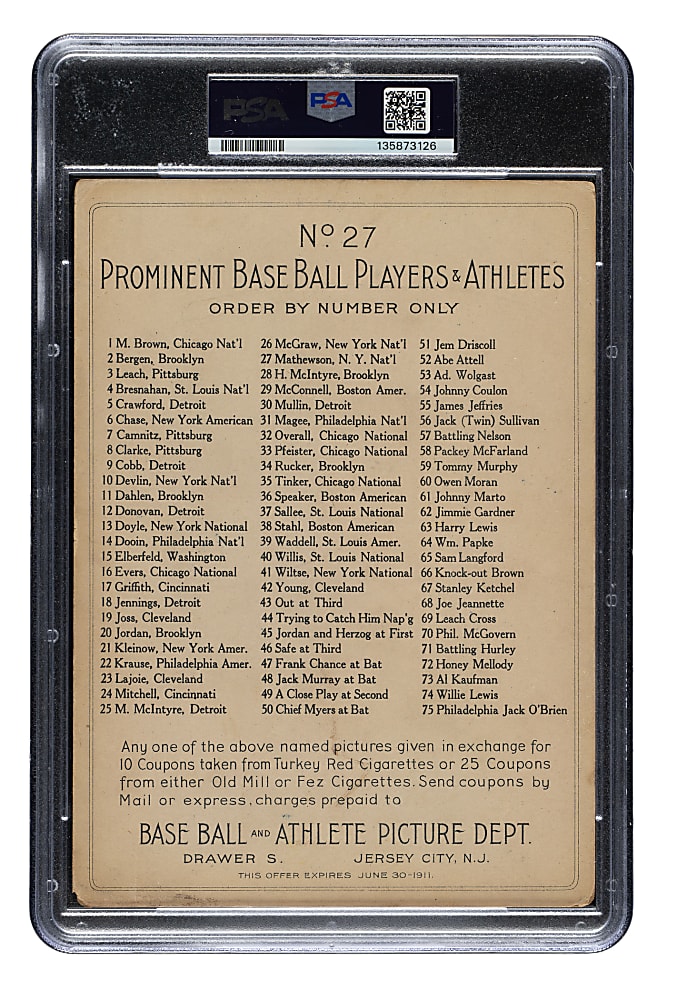 PSA PSA
135873126
Nº 27
PROMINENT BASE BALL PLAYERS & ATHLETES
ORDER BY NUMBER ONLY
1 M. Brown, Chicago Nat'l
2 Bergen, Brooklyn
3 Leach, Pittsburg
4 Bresnahan, St. Louis Nat'l
5 Crawford, Detroit
6 Chase, New York American
7 Camnitz, Pittsburg
8 Clarke, Pittsburg
9 Cobb, Detroit
10 Devlin, New York Nat'l
11 Dahlen, Brooklyn
12 Donovan, Detroit
13 Doyle, New York National
14 Dooin, Philadelphia Nat'l
15 Elberfeld, Washington
16 Evers, Chicago National
17 Griffith, Cincinnati
18 Jennings, Detroit
19 Joss, Cleveland
20 Jordan, Brooklyn
21 Kleinow, New York Amer.
22 Krause, Philadelphia Amer.
23 Lajoie, Cleveland
24 Mitchell, Cincinnati
25 M. McIntyre, Detroit
26 McGraw, New York Nat'l
27 Mathewson, N. Y. Nat'l
28 H. McIntyre, Brooklyn
29 McConnell, Boston Amer.
30 Mullin, Detroit
31 Magee, Philadelphia Nat'l
32 Overall, Chicago National
33 Pfeister, Chicago National
34 Rucker, Brooklyn
35 Tinker, Chicago National
36 Speaker, Boston American
37 Sallee, St. Louis National
38 Stahl, Boston American
39 Waddell, St. Louis Amer.
40 Willis, St. Louis National
41 Wiltse, New York National
42 Young, Cleveland
43 Out at Third
44 Trying to Catch Him Nap'g
45 Jordan and Herzog at First
46 Safe at Third
47 Frank Chance at Bat
48 Jack Murray at Bat
49 A Close Play at Second
50 Chief Myers at Bat
51 Jem Driscoll
52 Abe Attell
53 Ad. Wolgast
54 Johnny Coulon
55 James Jeffries
56 Jack (Twin) Sullivan
57 Battling Nelson
58 Packey McFarland
59 Tommy Murphy
60 Owen Moran
61 Johnny Marto
62 Jimmie Gardner
63 Harry Lewis
64 Wm. Papke
65 Sam Langford
66 Knock-out Brown
67 Stanley Ketchel
68 Joe Jeannette
69 Leach Cross
70 Phil. McGovern
71 Battling Hurley
72 Honey Mellody
73 Al Kaufman
74 Willie Lewis
75 Philadelphia Jack O'Brien
Any one of the above named pictures given in exchange for
10 Coupons taken from Turkey Red Cigarettes or 25 Coupons
from either Old Mill or Fez Cigarettes. Send coupons by
Mail or express, charges prepaid to
BASE BALL AND ATHLETE PICTURE DEPT.
DRAWER S. JERSEY CITY, N.J.
THIS OFFER EXPIRES JUNE 30-1911.